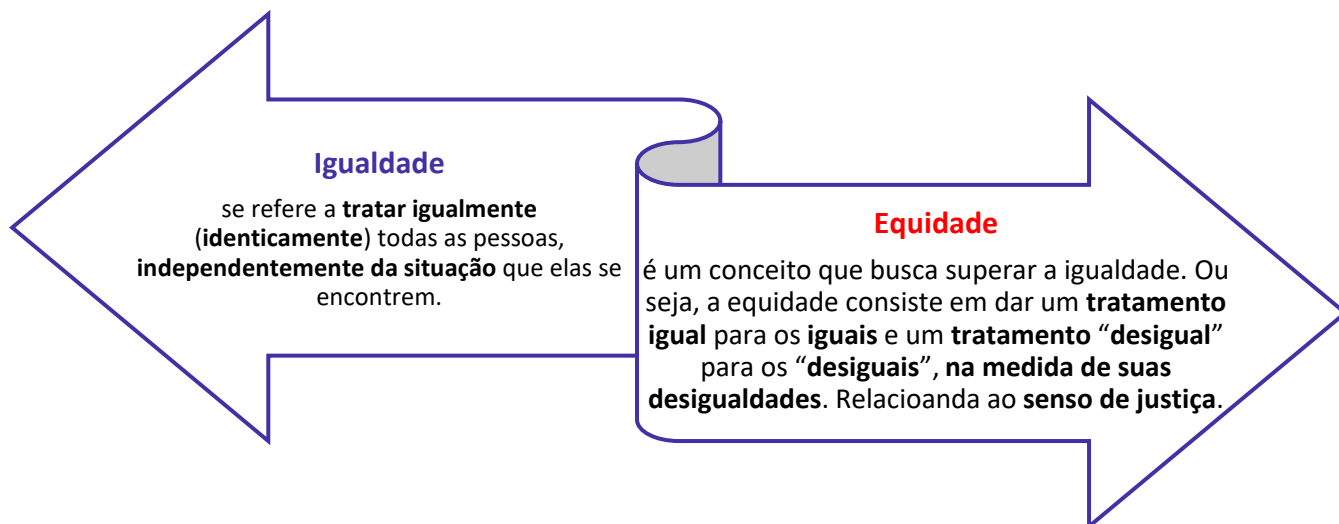 Igualdade
se refere a tratar igualmente
(identicamente) todas as pessoas,
independentemente da situação que elas se
encontrem.
Equidade
é um conceito que busca superar a igualdade. Ou
seja, a equidade consiste em dar um tratamento
igual para os iguais e um tratamento “desigual”
para os “desiguais”, na medida de suas
desigualdades. Relacioanda ao senso de justiça.